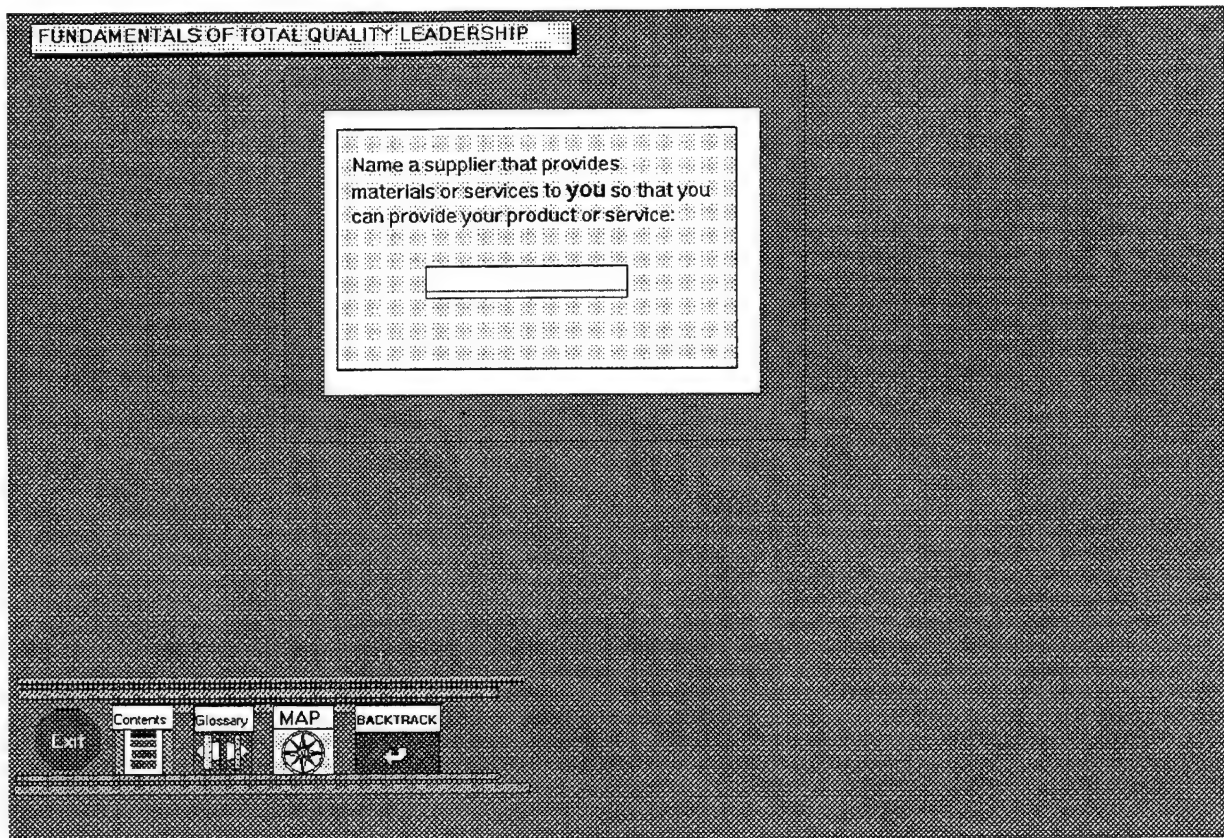 FUNDAMENTALS OF TOTAL QUALITY LEADERSHIP
Name a supplier that provides
materials or services to you so that you
can provide your product or service:
Exit
Contents
Glossary
MAP
BACKTRACK